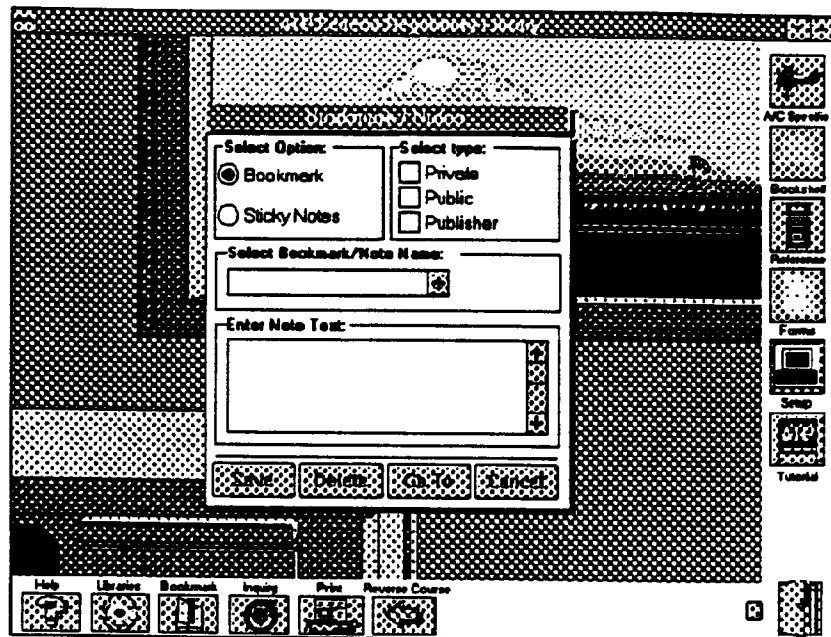 A/C Specific
Bookshelf
Reference
Forms
Setup
Tutorial
Select Option:
Bookmark
Sticky Notes
Select type:
Private
Public
Publisher
Select Bookmark/Note Name:
Enter Note Text:
Save
Delete
Go To
Cancel
Help
Libraries
Bookmark
Inquiry
Print
Reverse Course